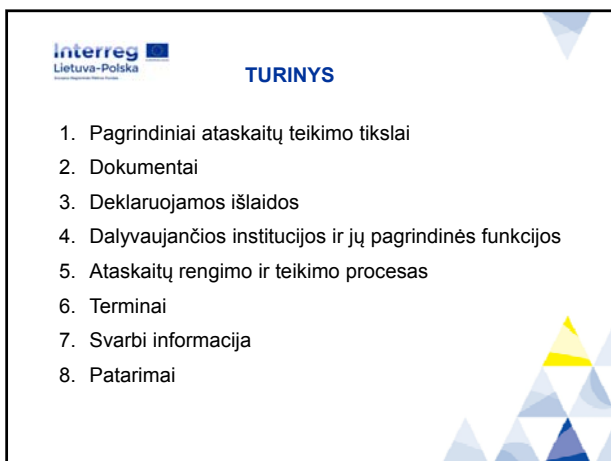 Interreg
Lietuva-Polska
TURINYS
1. Pagrindiniai ataskaitų teikimo tikslai
2. Dokumentai
3. Deklaruojamos išlaidos
4. Dalyvaujančios institucijos ir jų pagrindinės funkcijos
5. Ataskaitų rengimo ir teikimo procesas
6. Terminai
7. Svarbi informacija
8. Patarimai